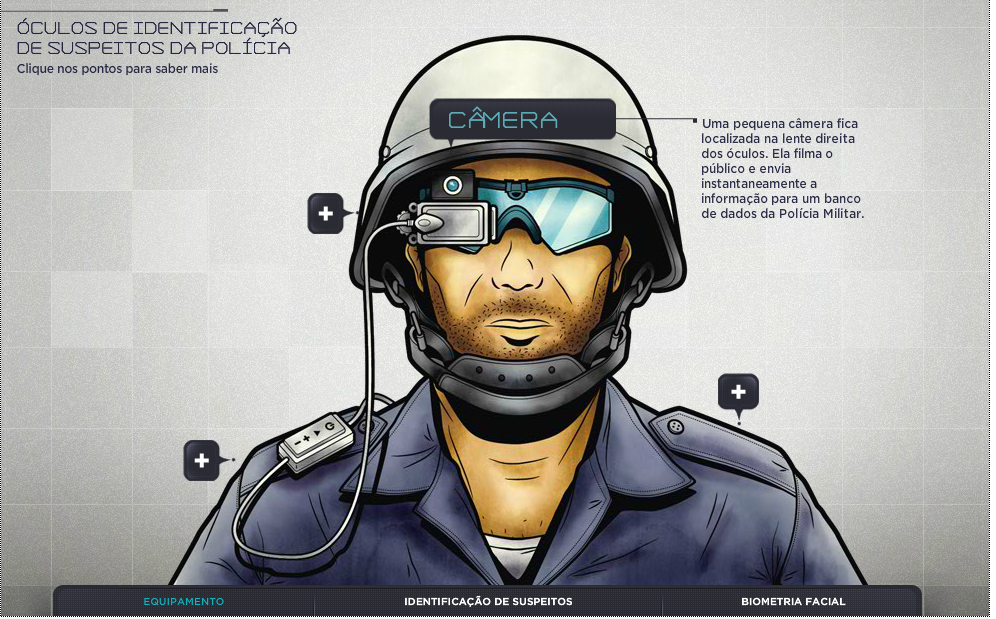 ÓCULOS DE IDENTIFICAÇÃO
DE SUSPEITOS DA POLÍCIA
Clique nos pontos para saber mais
CÂMERA
Uma pequena câmera fica
localizada na lente direita
dos óculos. Ela filma o
público e envia
instantaneamente a
informação para um banco
de dados da Polícia Militar.
EQUIPAMENTO
IDENTIFICAÇÃO DE SUSPEITOS
BIOMETRIA FACIAL